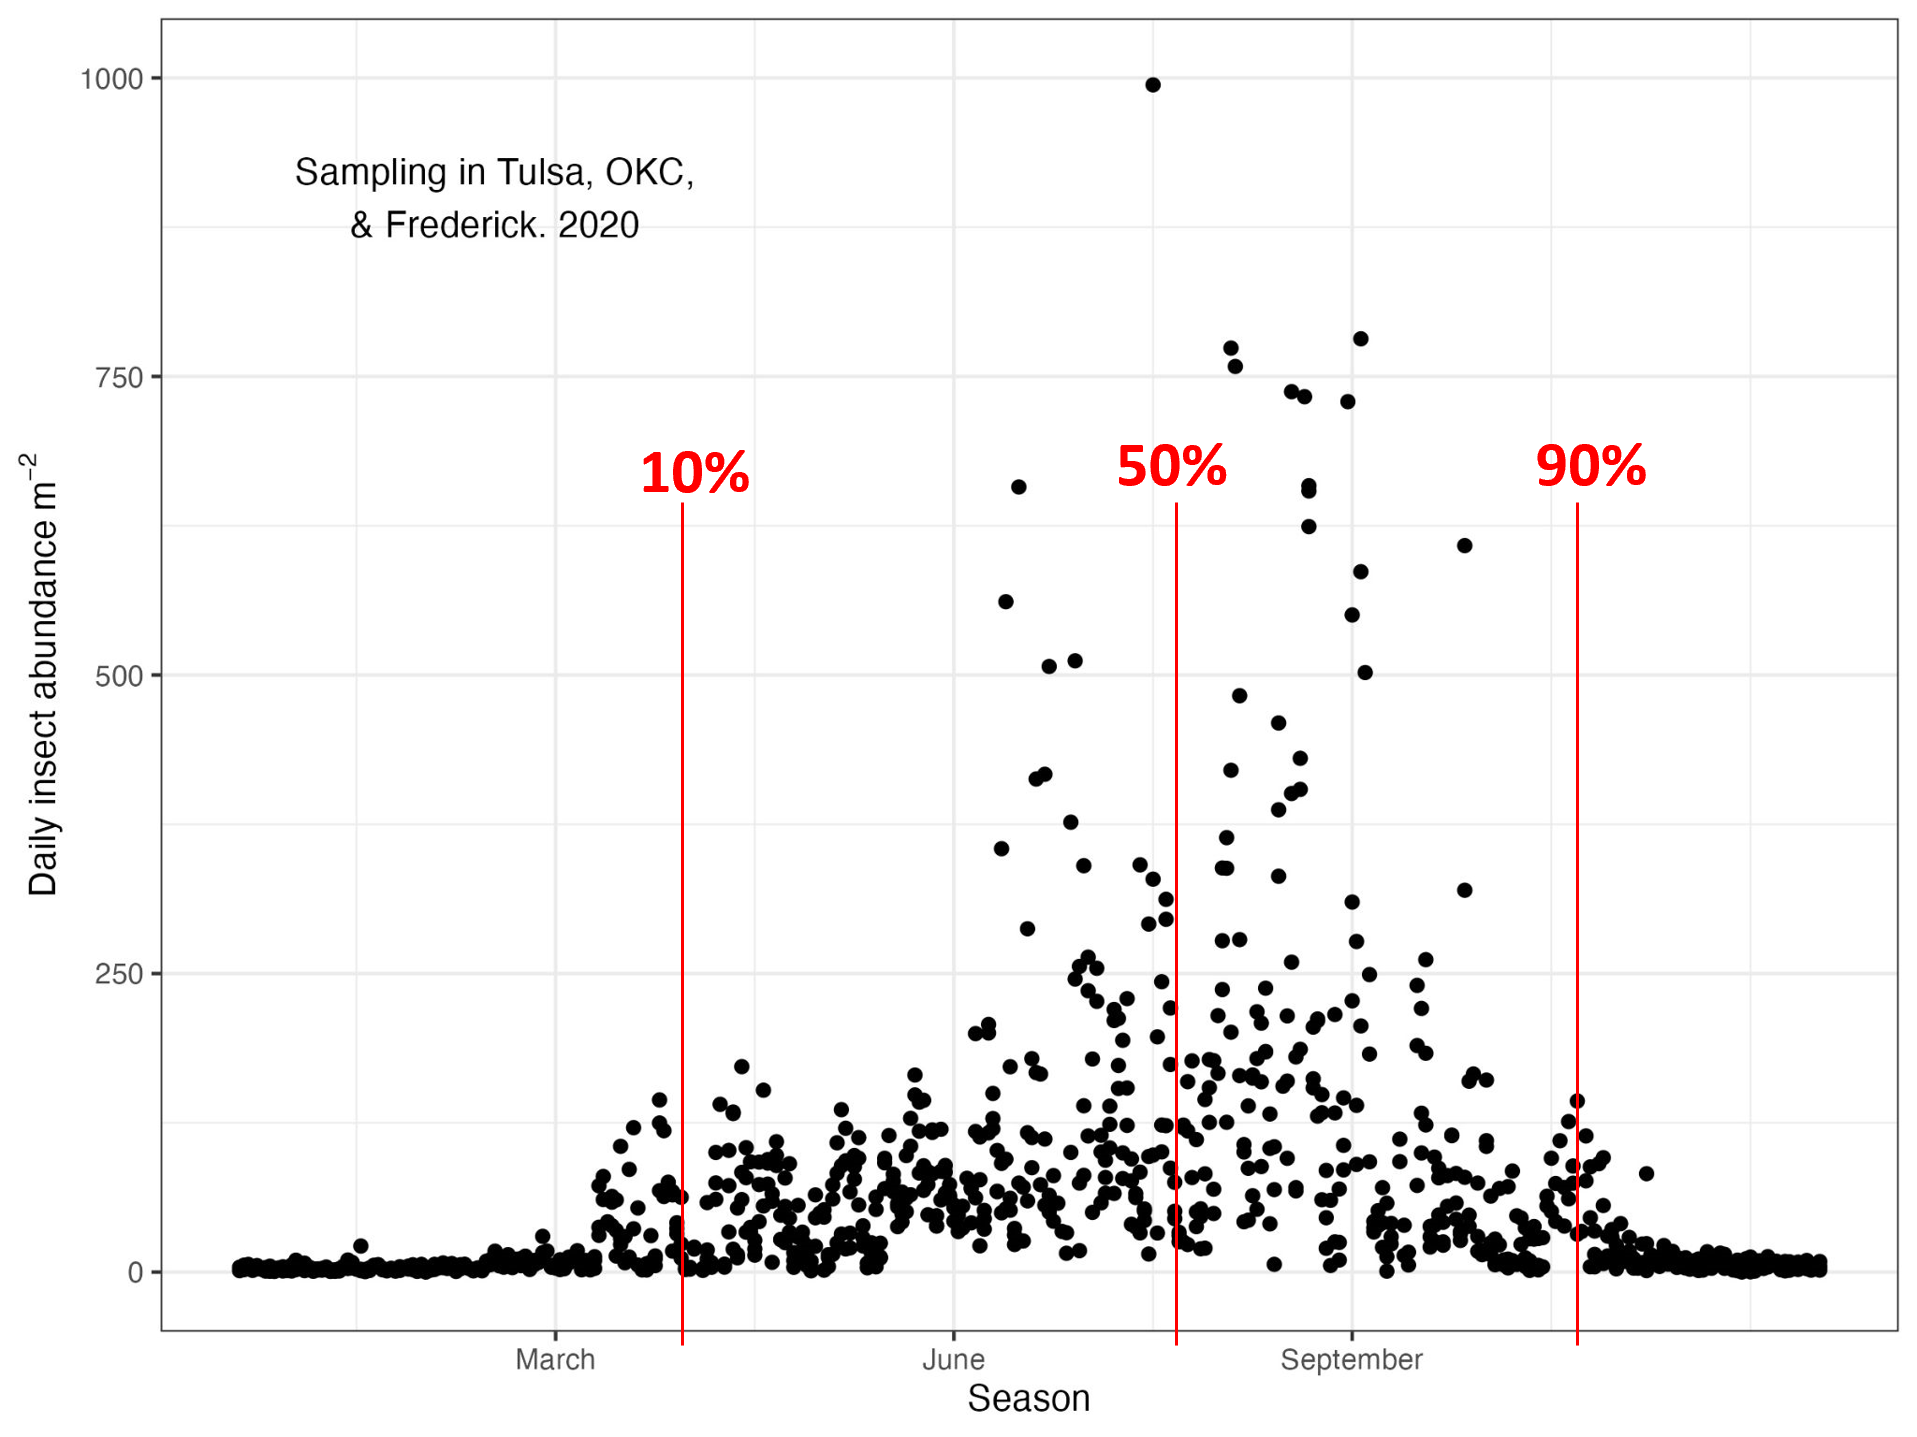 1000
Sampling in Tulsa, OKC,
& Frederick. 2020
750
10%
50%
90%
500
250
0
Daily insect abundance m⁻²
March
June
September
Season